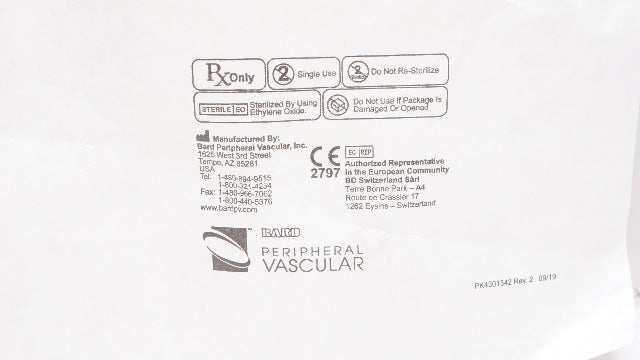 Rx Only
2 Single Use
2 Do Not Re-Sterilize
STERILE EO Sterilized By Using
Ethylene Oxide.
Do Not Use If Package Is
Damaged Or Opened
Manufactured By:
Bard Peripheral Vascular, Inc.
1625 West 3rd Street
Tempe, AZ 85281
USA
Tel: 1-480-894-9515
1-800-321-4254
Fax: 1-480-966-7062
1-800-440-5376
www.bardpv.com
CE
2797
EC REP
Authorized Representative
in the European Community
BD Switzerland Sàrl
Terre Bonne Park – A4
Route de Crassier 17
1262 Eysins – Switzerland
BARD
PERIPHERAL
VASCULAR
PK4301342 Rev. 2 09/19